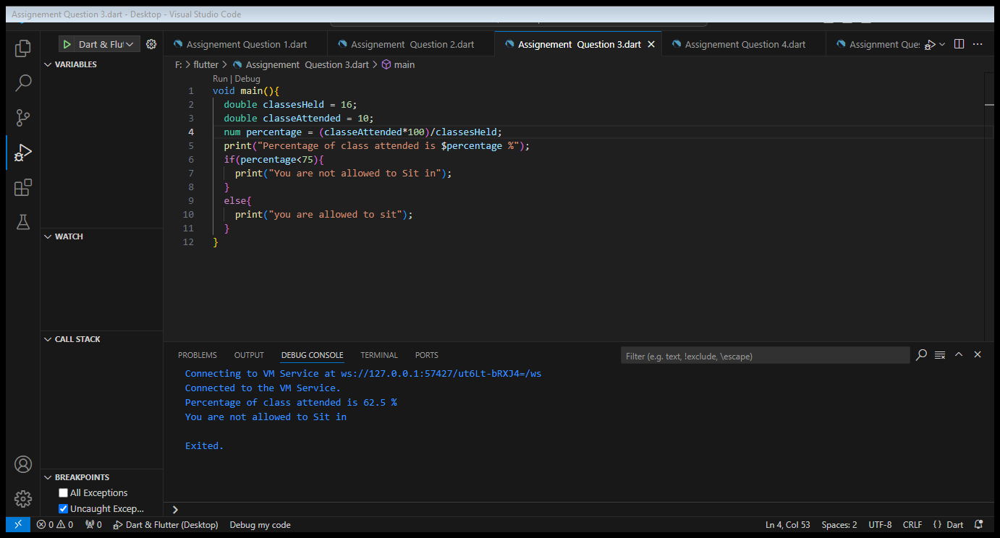 Assignement Question 3.dart - Desktop - Visual Studio Code
Dart & Flut
Assignement Question 1.dart
Assignement Question 2.dart
Assignement Question 3.dart
Assignement Question 4.dart
Assignment Que
VARIABLES
F: > flutter > Assignement Question 3.dart > main
Run | Debug
1 void main(){
2 double classesHeld = 16;
3 double classeAttended = 10;
4 num percentage = (classeAttended*100)/classesHeld;
5 print("Percentage of class attended is $percentage %");
6 if(percentage<75){
7 print("You are not allowed to Sit in");
8 }
9 else{
10 print("you are allowed to sit");
11 }
12 }
WATCH
CALL STACK
BREAKPOINTS
All Exceptions
Uncaught Excep...
PROBLEMS OUTPUT DEBUG CONSOLE TERMINAL PORTS
Filter (e.g. text, !exclude, \escape)
Connecting to VM Service at ws://127.0.0.1:57427/ut6Lt-bRXJ4=/ws
Connected to the VM Service.
Percentage of class attended is 62.5 %
You are not allowed to Sit in
Exited.
>
0 0 0 Dart & Flutter (Desktop) Debug my code Ln 4, Col 53 Spaces: 2 UTF-8 CRLF {} Dart